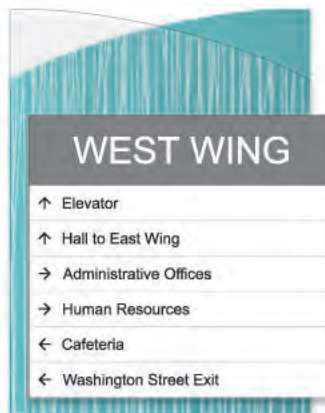 WEST WING
↑ Elevator
↑ Hall to East Wing
→ Administrative Offices
→ Human Resources
← Cafeteria
← Washington Street Exit